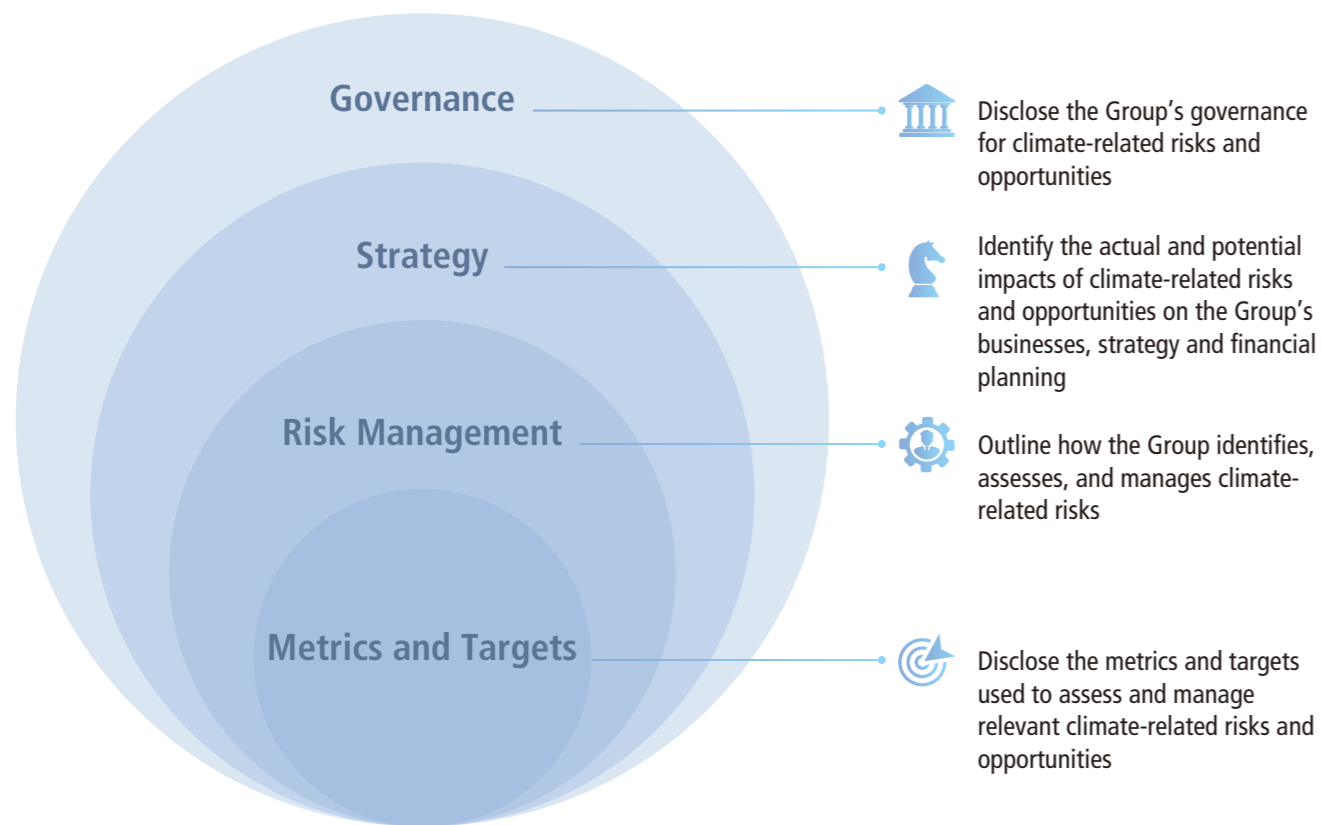 Governance
Disclose the Group's governance
for climate-related risks and
opportunities
Strategy
Identify the actual and potential
impacts of climate-related risks
and opportunities on the Group's
businesses, strategy and financial
planning
Risk Management
Outline how the Group identifies,
assesses, and manages climate-
related risks
Metrics and Targets
Disclose the metrics and targets
used to assess and manage
relevant climate-related risks and
opportunities